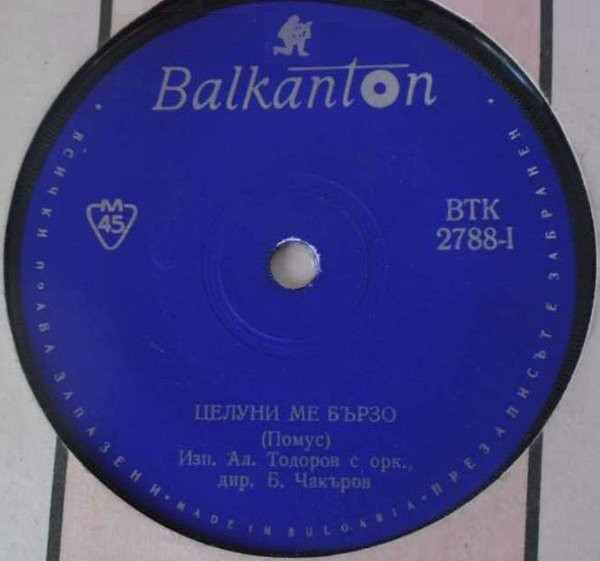 Balkanton
M
45
ВТК
2788-I
ЦЕЛУНИ МЕ БЪРЗО
(Помус)
Изп. Ал. Тодоров с орк.,
дир. Б. Чакъров
• ВСИЧКИ ПРАВА ЗАПАЗЕНИ • MADE IN BULGARIA • ПРЕЗАПИСЪТ Е ЗАБРАНЕН •